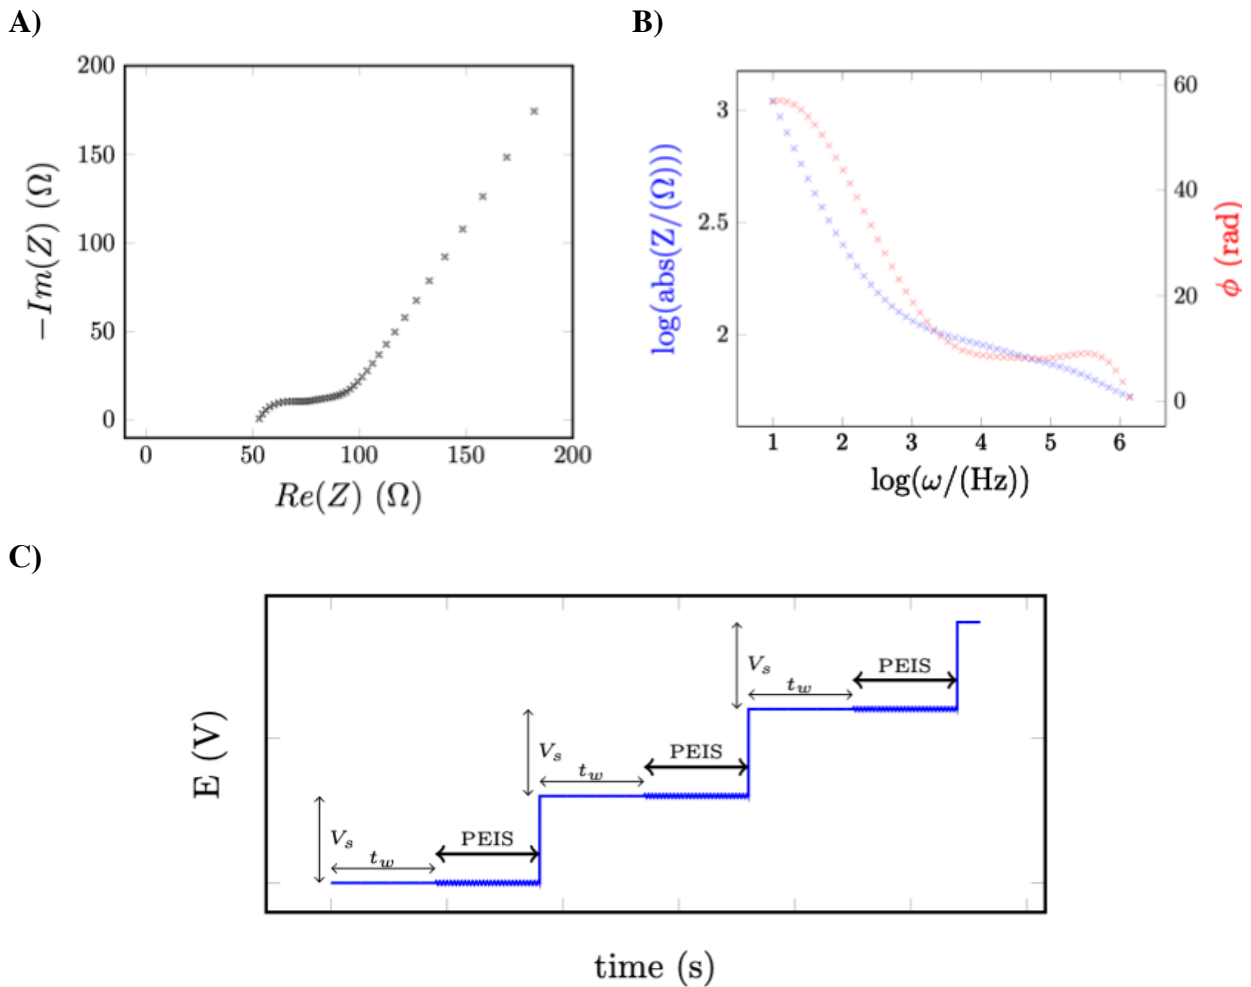 A)
B)
200
150
100
50
0
−Im(Z) (Ω)
0 50 100 150 200
Re(Z) (Ω)
3
2.5
2
log(abs(Z/(Ω)))
60
40
20
0
ϕ (rad)
1 2 3 4 5 6
log(ω/(Hz))
C)
E (V)
V_s
t_w
PEIS
V_s
t_w
PEIS
V_s
t_w
PEIS
time (s)